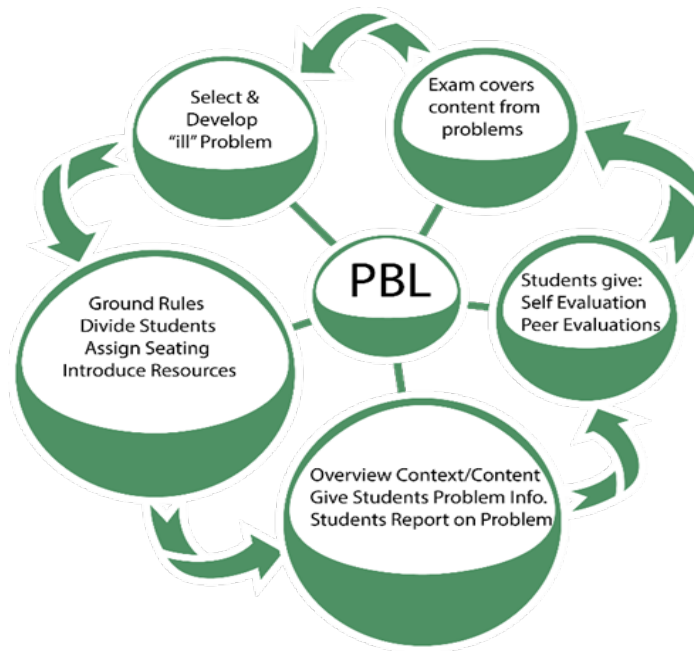 Select &
Develop
“ill” Problem
Exam covers
content from
problems
PBL
Ground Rules
Divide Students
Assign Seating
Introduce Resources
Students give:
Self Evaluation
Peer Evaluations
Overview Context/Content
Give Students Problem Info.
Students Report on Problem